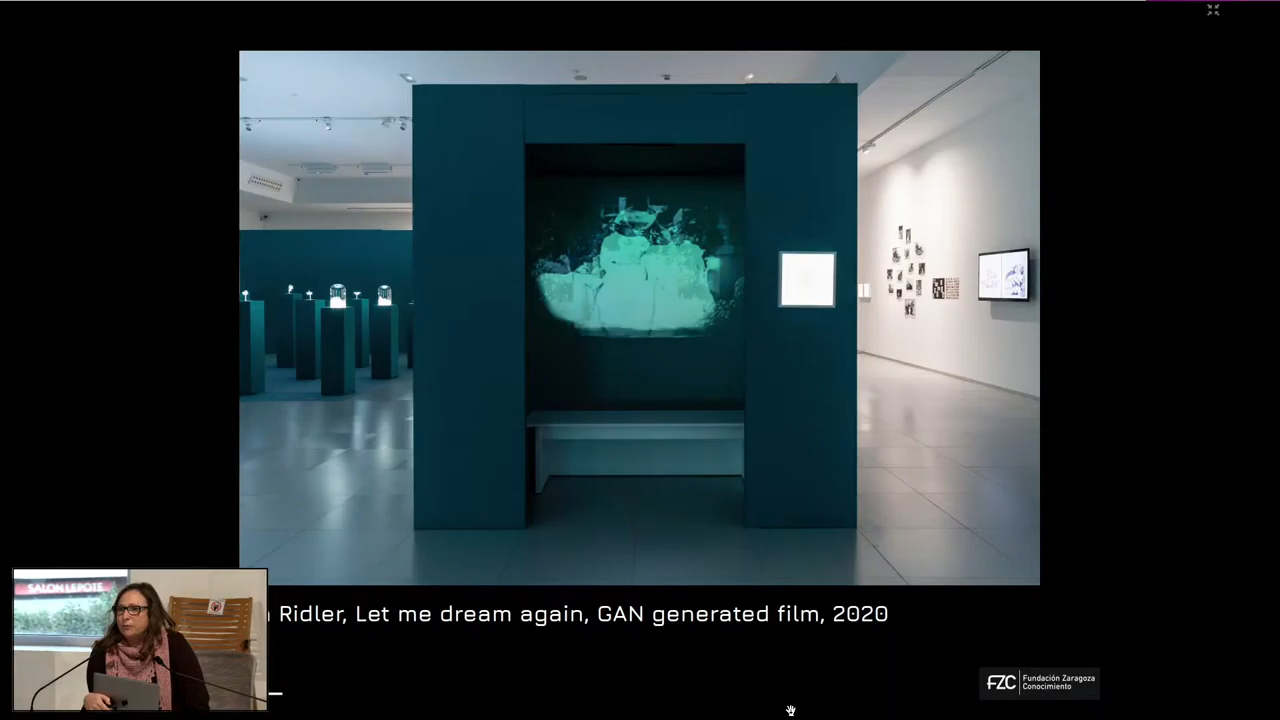 Ridler, Let me dream again, GAN generated film, 2020
SALON LEPOTE
FZC
Fundación Zaragoza
Conocimiento